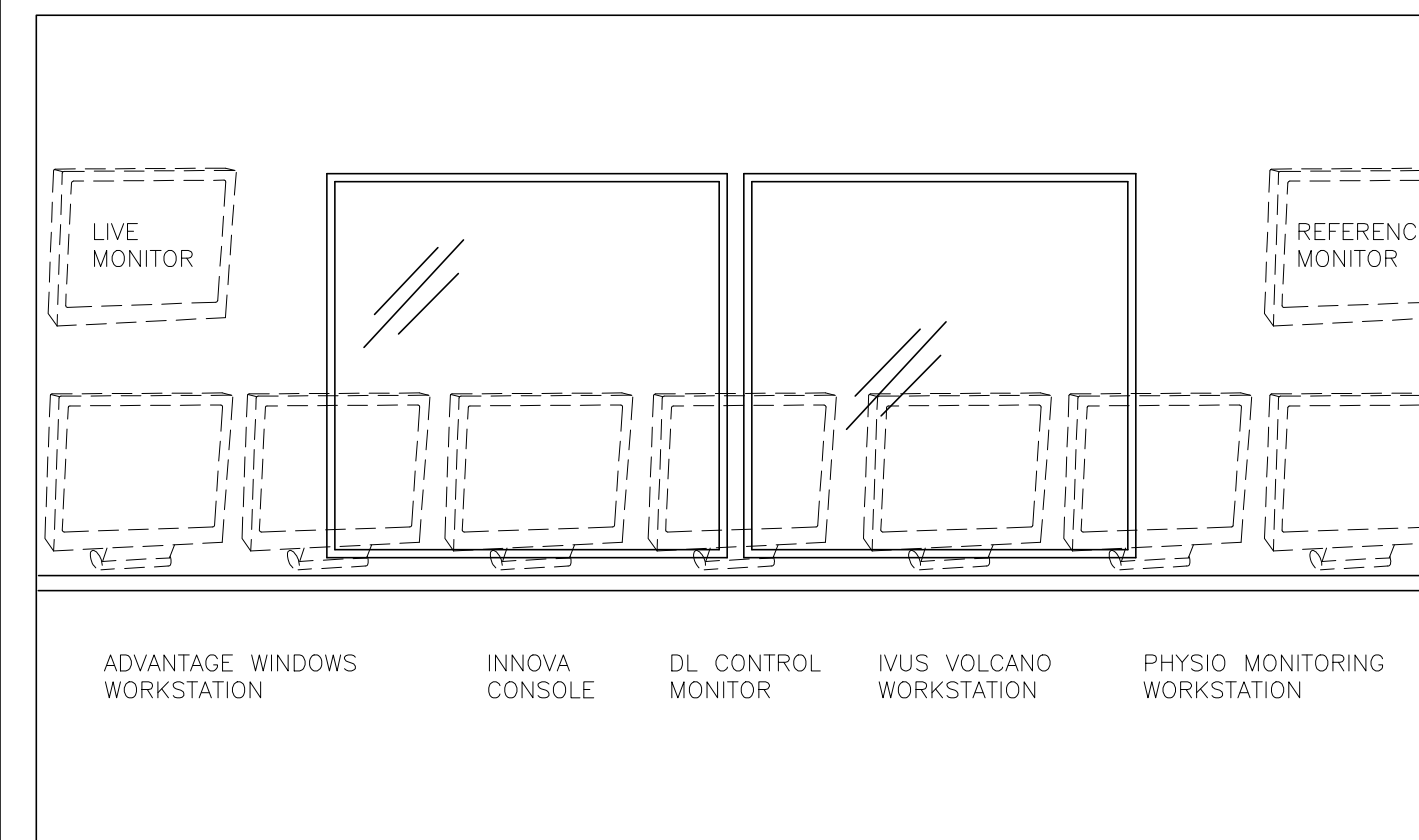 LIVE
MONITOR
REFERENC
MONITOR
ADVANTAGE WINDOWS
WORKSTATION
INNOVA
CONSOLE
DL CONTROL
MONITOR
IVUS VOLCANO
WORKSTATION
PHYSIO MONITORING
WORKSTATION